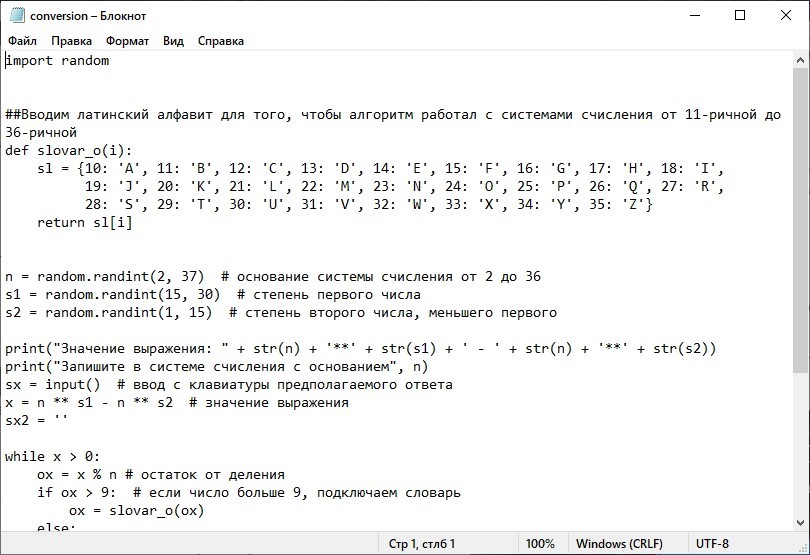 conversion – Блокнот
Файл Правка Формат Вид Справка
import random
##Вводим латинский алфавит для того, чтобы алгоритм работал с системами счисления от 11-ричной до
36-ричной
def slovar_o(i):
    sl = {10: 'A', 11: 'B', 12: 'C', 13: 'D', 14: 'E', 15: 'F', 16: 'G', 17: 'H', 18: 'I',
          19: 'J', 20: 'K', 21: 'L', 22: 'M', 23: 'N', 24: 'O', 25: 'P', 26: 'Q', 27: 'R',
          28: 'S', 29: 'T', 30: 'U', 31: 'V', 32: 'W', 33: 'X', 34: 'Y', 35: 'Z'}
    return sl[i]
n = random.randint(2, 37)  # основание системы счисления от 2 до 36
s1 = random.randint(15, 30)  # степень первого числа
s2 = random.randint(1, 15)  # степень второго числа, меньшего первого
print("Значение выражения: " + str(n) + '**' + str(s1) + ' - ' + str(n) + '**' + str(s2))
print("Запишите в системе счисления с основанием", n)
sx = input()  # ввод с клавиатуры предполагаемого ответа
x = n ** s1 - n ** s2  # значение выражения
sx2 = ''
while x > 0:
    ox = x % n # остаток от деления
    if ox > 9:  # если число больше 9, подключаем словарь
        ox = slovar_o(ox)
    else:
Стр 1, стлб 1 100% Windows (CRLF) UTF-8